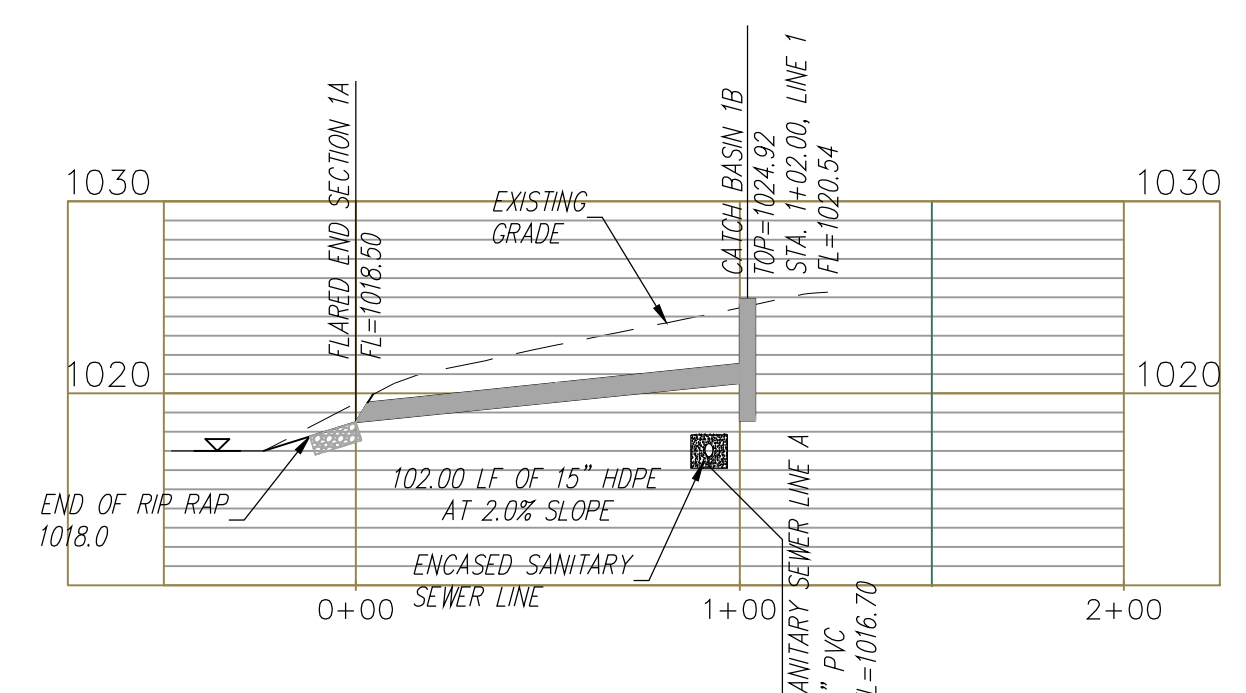 FLARED END SECTION 1A
FL=1018.50
CATCH BASIN 1B
TOP=1024.92
STA. 1+02.00, LINE 1
FL=1020.54
1030
1030
EXISTING
GRADE
1020
1020
END OF RIP RAP
1018.0
102.00 LF OF 15” HDPE
AT 2.0% SLOPE
ENCASED SANITARY
SEWER LINE
ANITARY SEWER LINE A
” PVC
L=1016.70
0+00
1+00
2+00